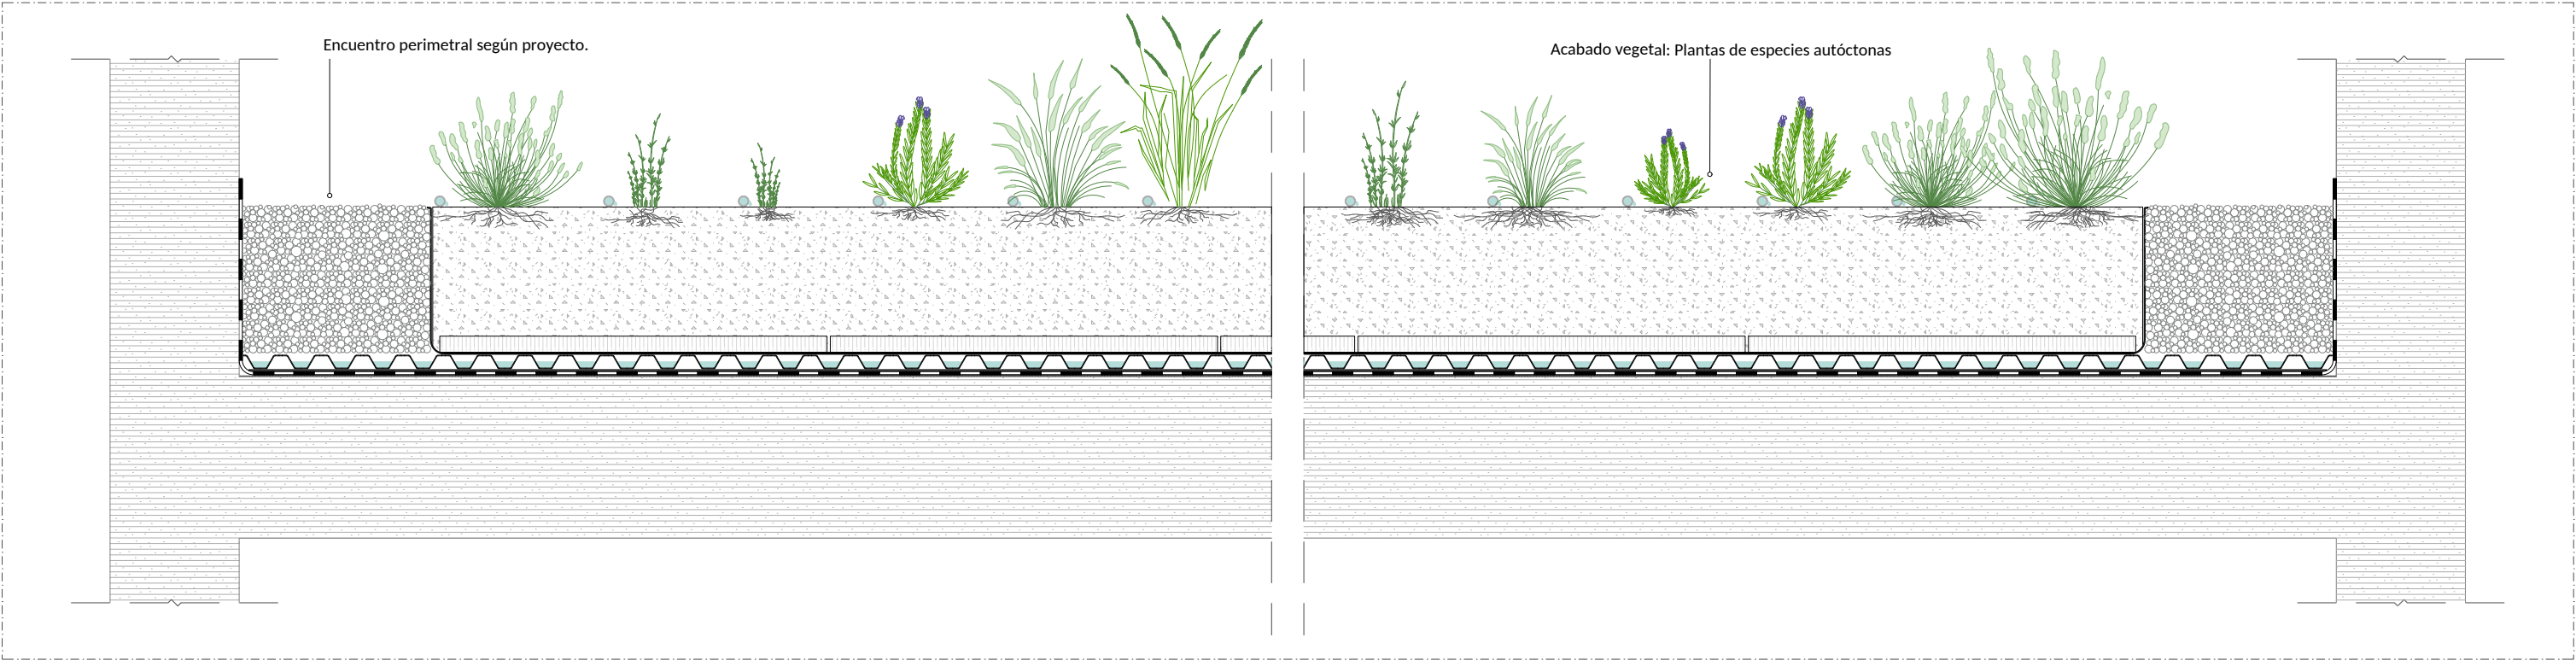 Encuentro perimetral según proyecto.
Acabado vegetal: Plantas de especies autóctonas